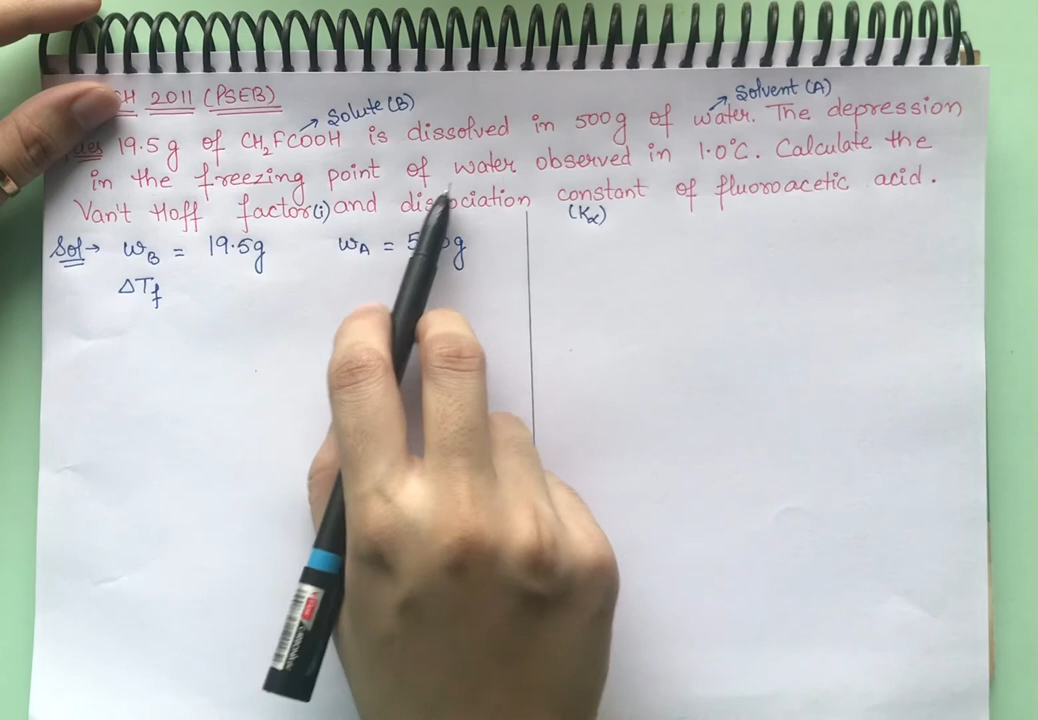 2011 (PSEB)
Solute (B)
Solvent (A)
19.5 g of CH₂FCOOH is dissolved in 500g of water. The depression
in the freezing point of water observed in 1.0°C. Calculate the
Van't Hoff factor(i) and dissociation constant of fluoroacetic acid.
(K∝)
Sol → WB = 19.5g WA = g
ΔTf